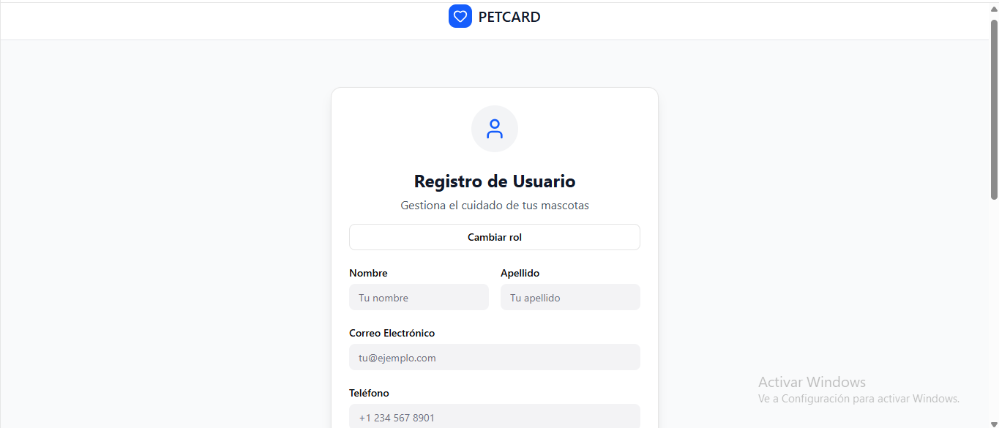 PETCARD
Registro de Usuario
Gestiona el cuidado de tus mascotas
Cambiar rol
Nombre
Apellido
Tu nombre
Tu apellido
Correo Electrónico
tu@ejemplo.com
Teléfono
+1 234 567 8901
Activar Windows
Ve a Configuración para activar Windows.